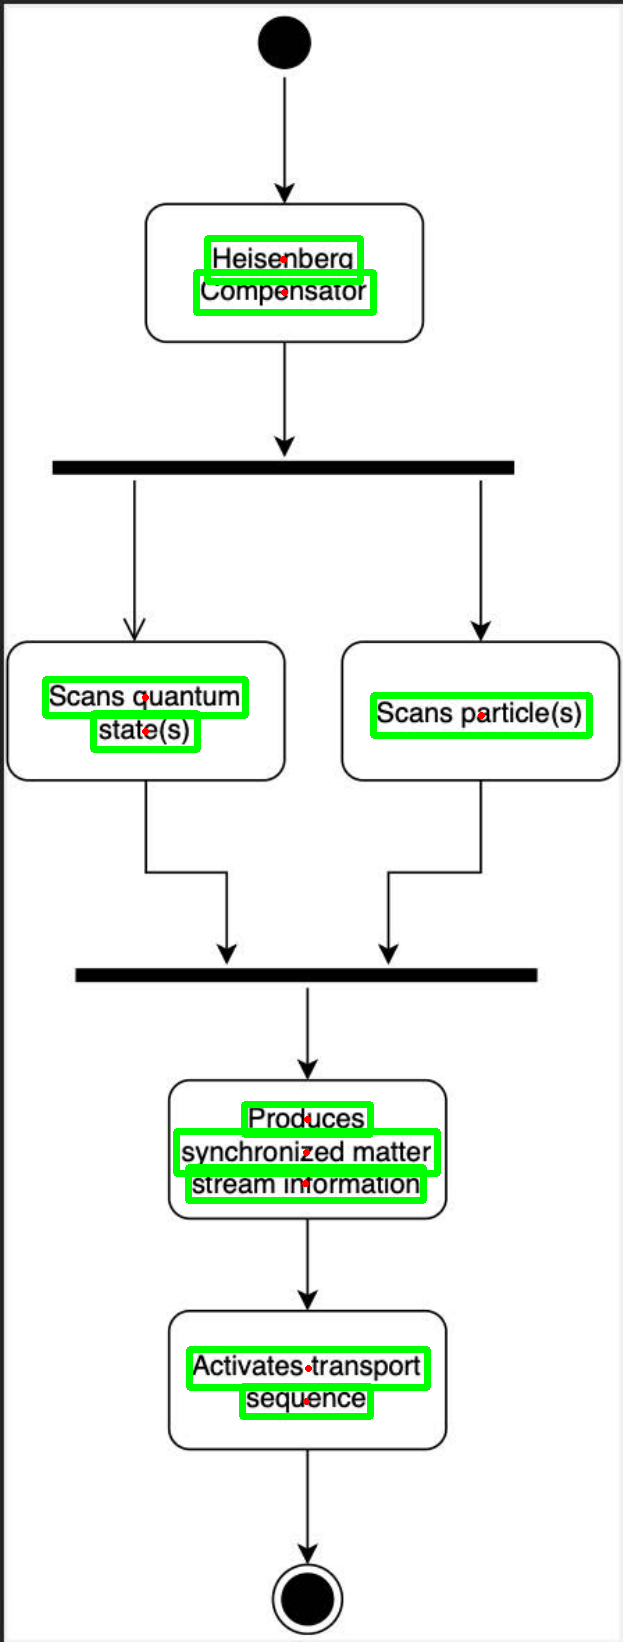 Heisenberg
Compensator
Scans quantum
state(s)
Scans particle(s)
Produces
synchronized matter
stream information
Activates transport
sequence